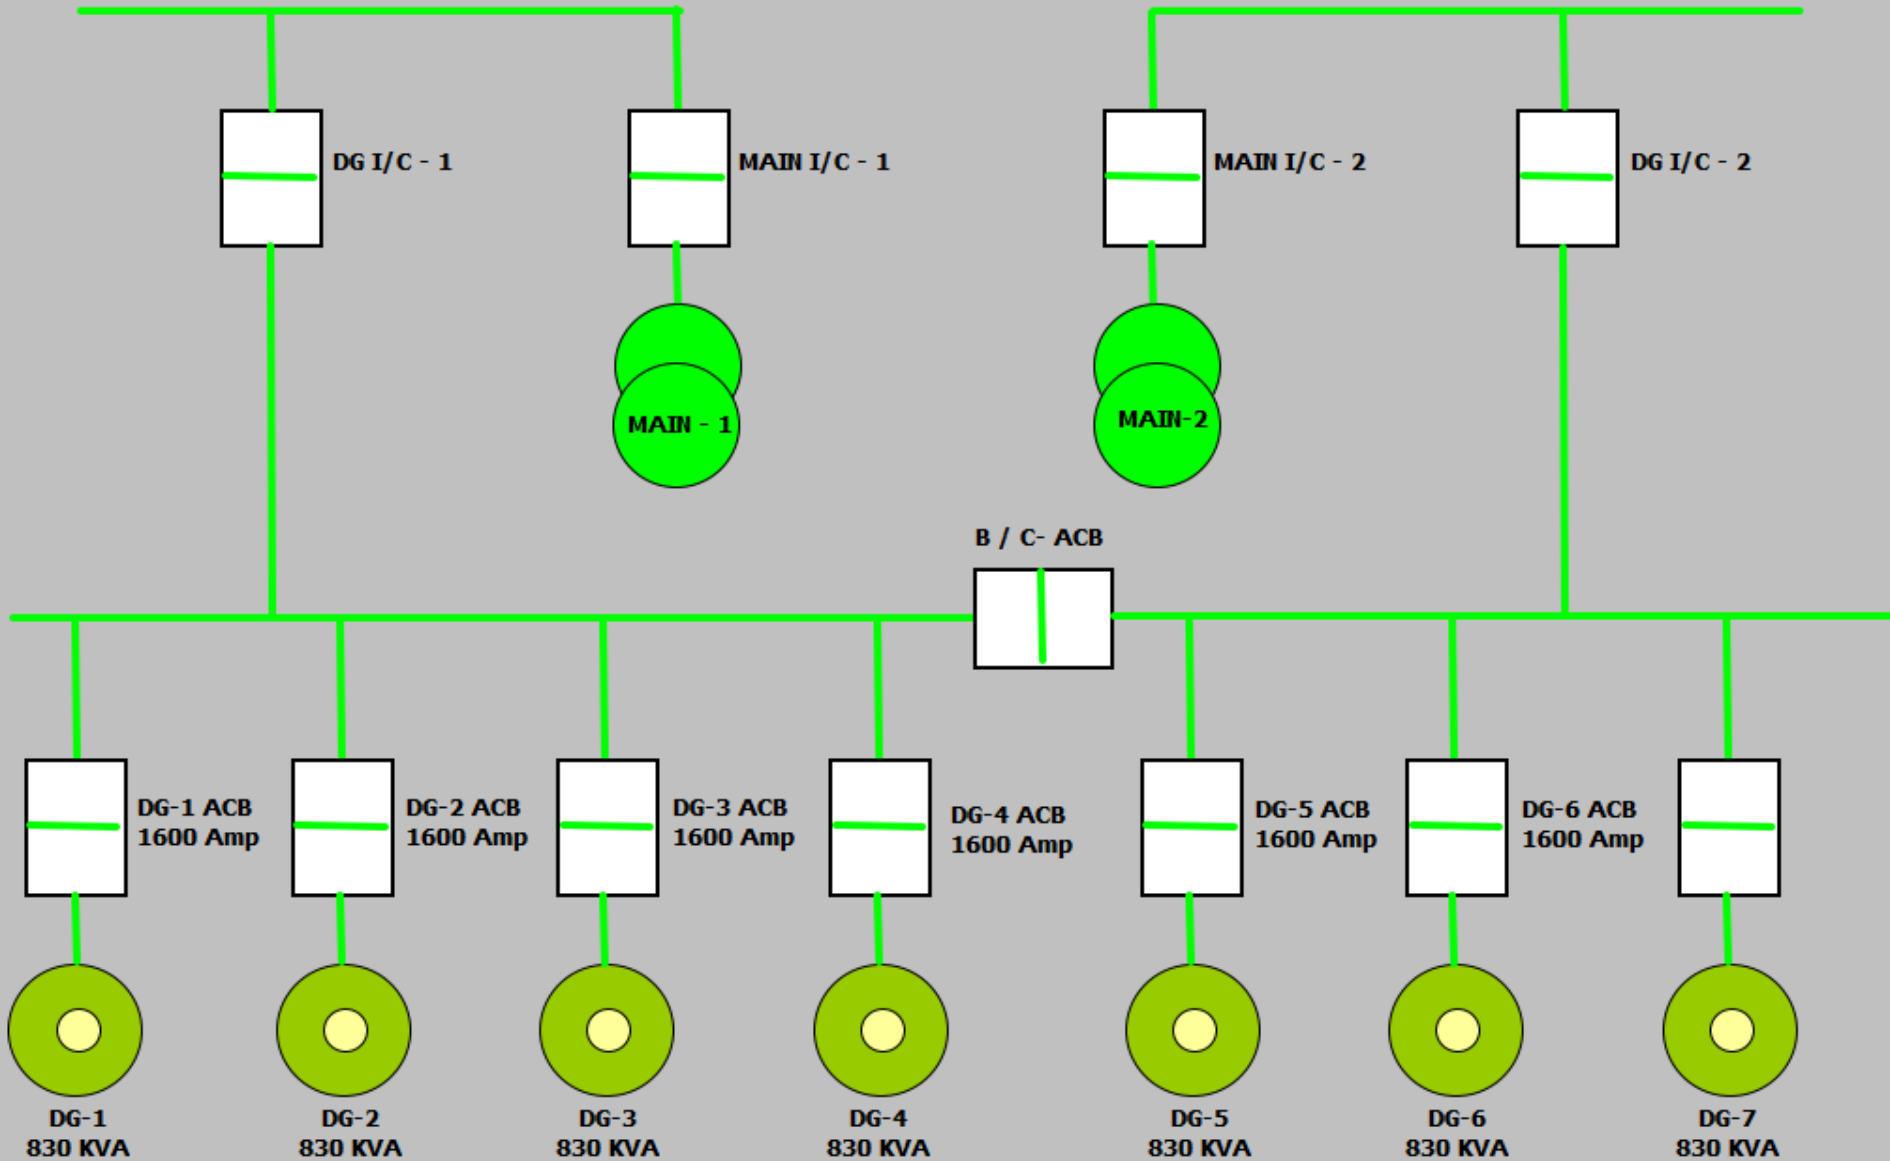 DG I/C - 1
MAIN I/C - 1
MAIN I/C - 2
DG I/C - 2
MAIN - 1
MAIN-2
B / C- ACB
DG-1 ACB
1600 Amp
DG-2 ACB
1600 Amp
DG-3 ACB
1600 Amp
DG-4 ACB
1600 Amp
DG-5 ACB
1600 Amp
DG-6 ACB
1600 Amp
DG-1
830 KVA
DG-2
830 KVA
DG-3
830 KVA
DG-4
830 KVA
DG-5
830 KVA
DG-6
830 KVA
DG-7
830 KVA